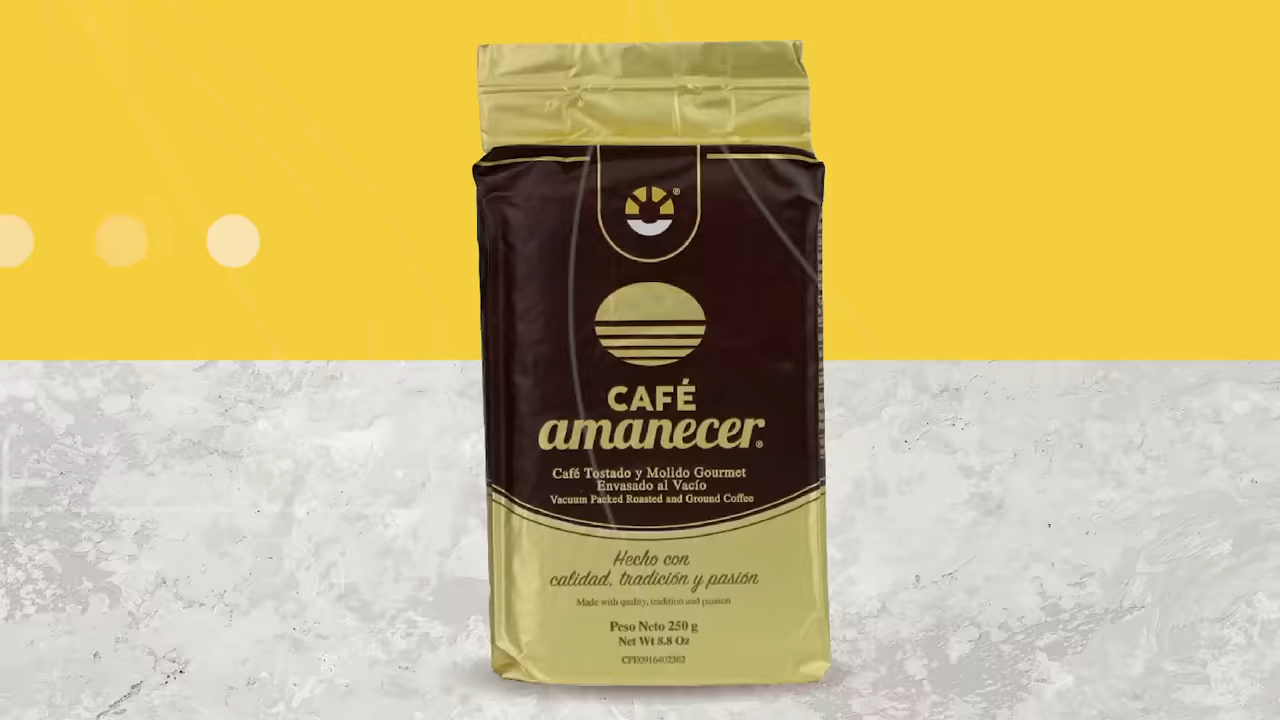 ®
CAFÉ
amanecer®
Café Tostado y Molido Gourmet
Envasado al Vacío
Vacuum Packed Roasted and Ground Coffee
Hecho con
calidad, tradición y pasión
Made with quality, tradition and passion
Peso Neto 250 g
Net Wt 8.8 Oz
CPE0916402362